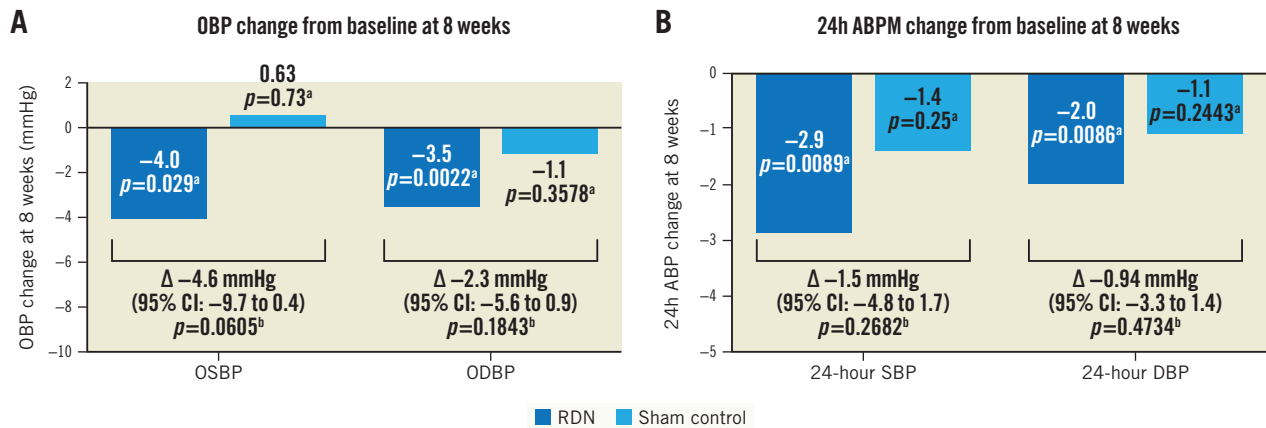 A
OBP change from baseline at 8 weeks
OBP change at 8 weeks (mmHg)
2
0
−2
−4
−6
−8
−10
0.63
p=0.73ᵃ
−4.0
p=0.029ᵃ
−3.5
p=0.0022ᵃ
−1.1
p=0.3578ᵃ
Δ −4.6 mmHg
(95% CI: −9.7 to 0.4)
p=0.0605ᵇ
Δ −2.3 mmHg
(95% CI: −5.6 to 0.9)
p=0.1843ᵇ
OSBP
ODBP
B
24h ABPM change from baseline at 8 weeks
24h ABP change at 8 weeks
0
−1
−2
−3
−4
−5
−2.9
p=0.0089ᵃ
−1.4
p=0.25ᵃ
−2.0
p=0.0086ᵃ
−1.1
p=0.2443ᵃ
Δ −1.5 mmHg
(95% CI: −4.8 to 1.7)
p=0.2682ᵇ
Δ −0.94 mmHg
(95% CI: −3.3 to 1.4)
p=0.4734ᵇ
24-hour SBP
24-hour DBP
RDN
Sham control